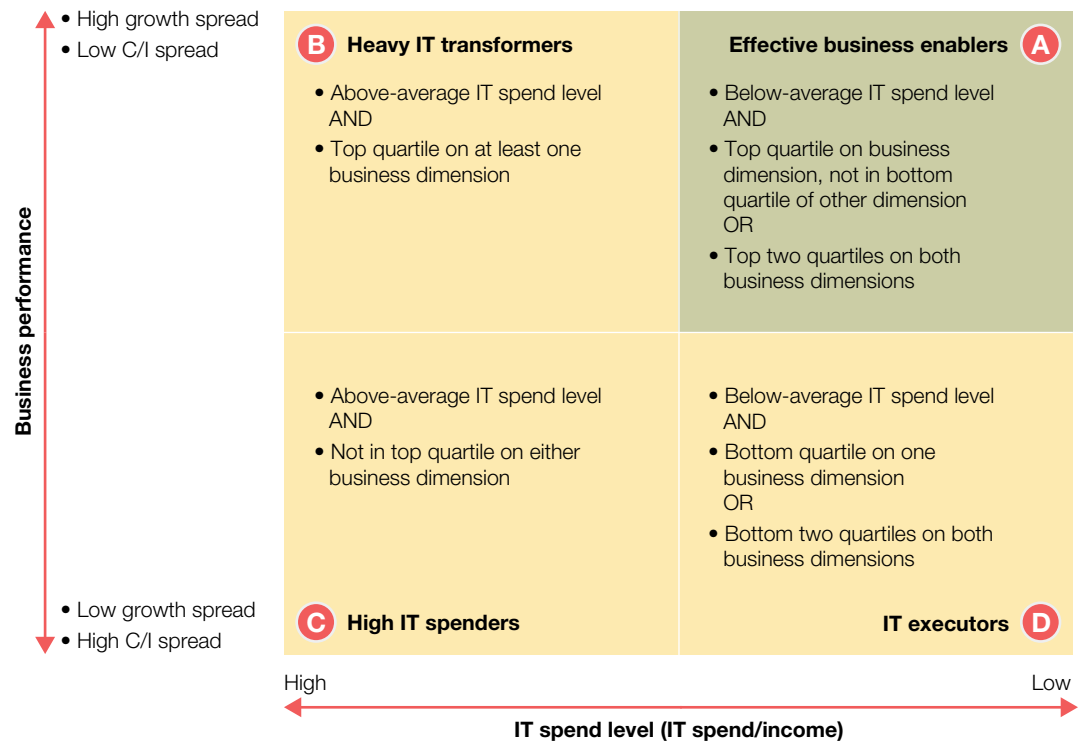 • High growth spread
• Low C/I spread
B Heavy IT transformers
• Above-average IT spend level
AND
• Top quartile on at least one
business dimension
Effective business enablers A
• Below-average IT spend level
AND
• Top quartile on business
dimension, not in bottom
quartile of other dimension
OR
• Top two quartiles on both
business dimensions
Business performance
• Above-average IT spend level
AND
• Not in top quartile on either
business dimension
• Below-average IT spend level
AND
• Bottom quartile on one
business dimension
OR
• Bottom two quartiles on both
business dimensions
• Low growth spread
• High C/I spread
C High IT spenders
IT executors D
High
Low
IT spend level (IT spend/income)